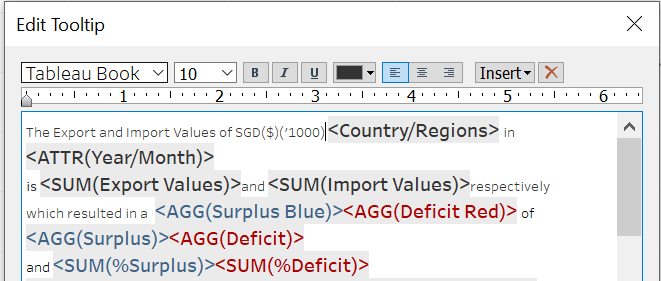 Edit Tooltip
Tableau Book 10 B I U Insert
1 2 3 4 5 6
The Export and Import Values of SGD($)('1000) <Country/Regions> in
<ATTR(Year/Month)>
is <SUM(Export Values)> and <SUM(Import Values)> respectively
which resulted in a <AGG(Surplus Blue)><AGG(Deficit Red)> of
<AGG(Surplus)><AGG(Deficit)>
and <SUM(%Surplus)><SUM(%Deficit)>